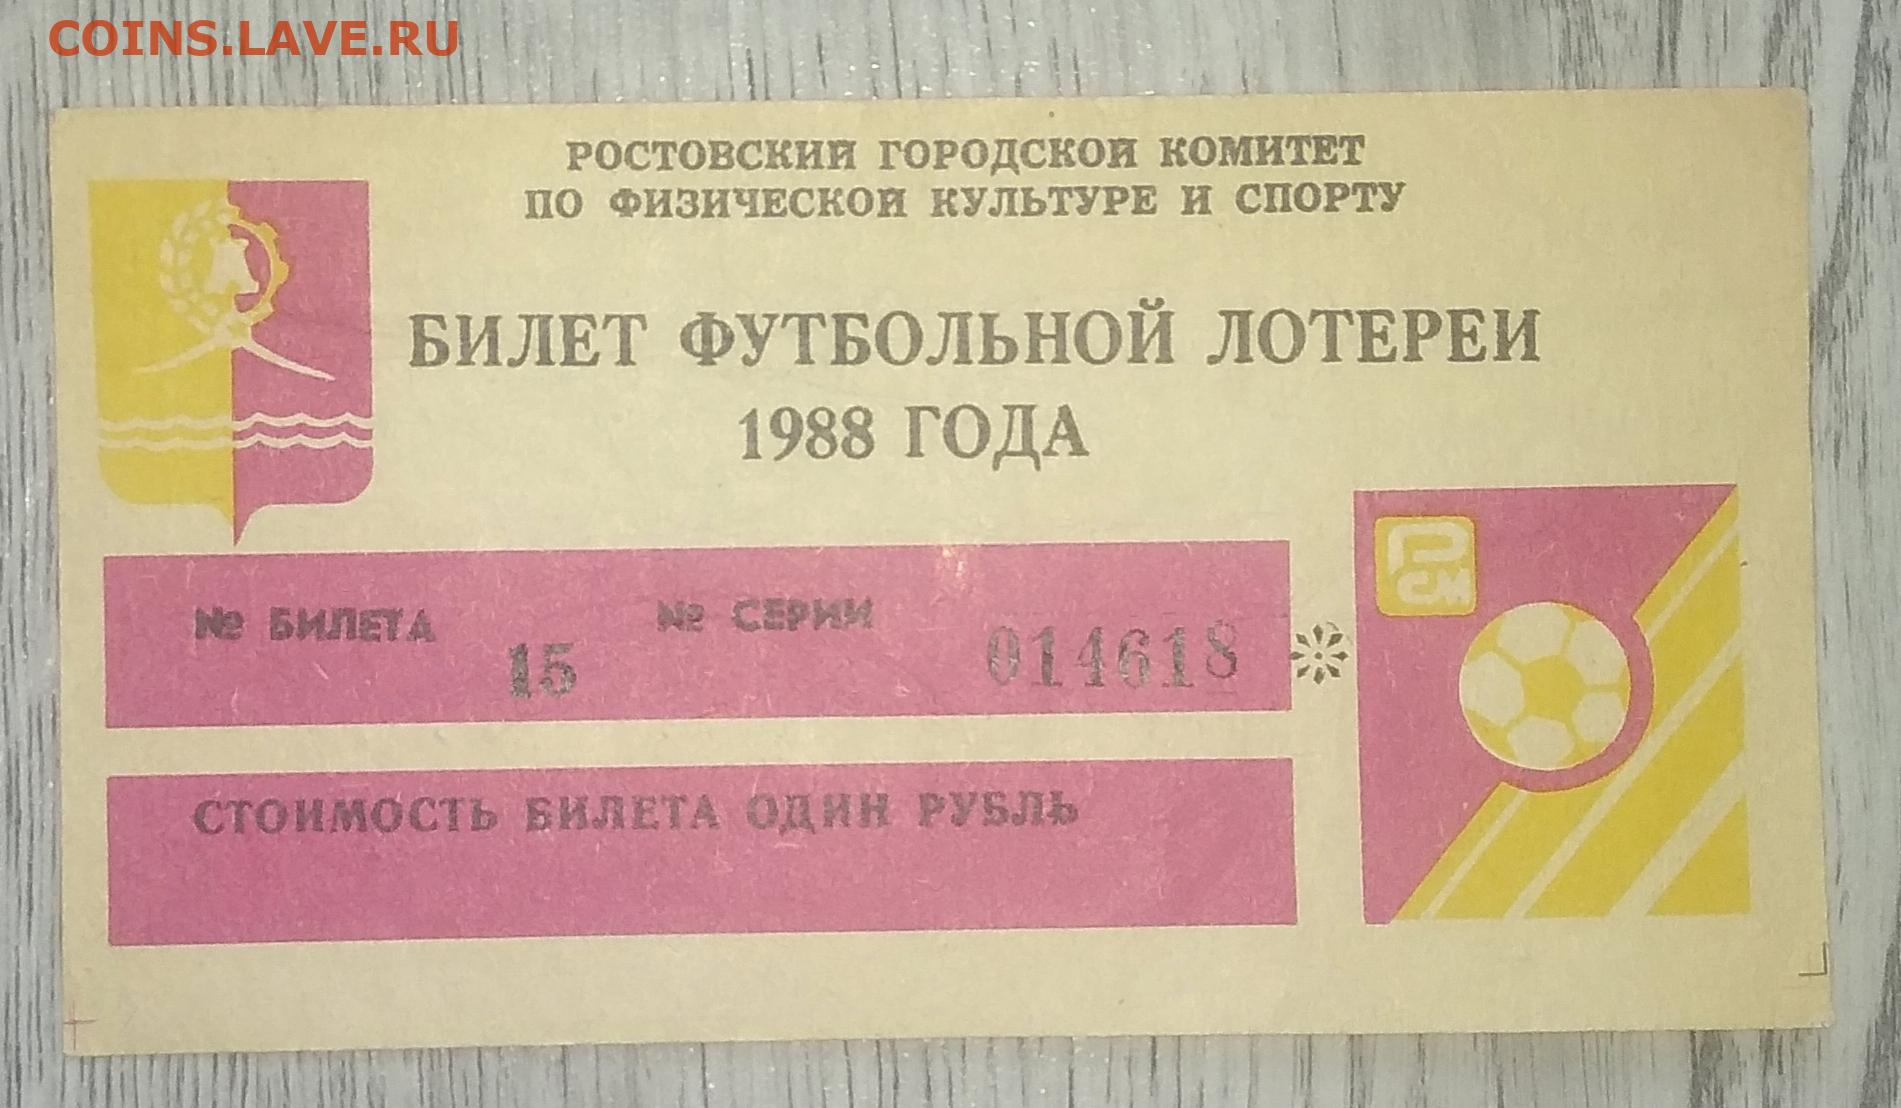 COINS.LAVE.RU
РОСТОВСКИЙ ГОРОДСКОЙ КОМИТЕТ
ПО ФИЗИЧЕСКОЙ КУЛЬТУРЕ И СПОРТУ
БИЛЕТ ФУТБОЛЬНОЙ ЛОТЕРЕИ
1988 ГОДА
№ БИЛЕТА 15 № СЕРИИ 014618
СТОИМОСТЬ БИЛЕТА ОДИН РУБЛЬ
Р
СМ